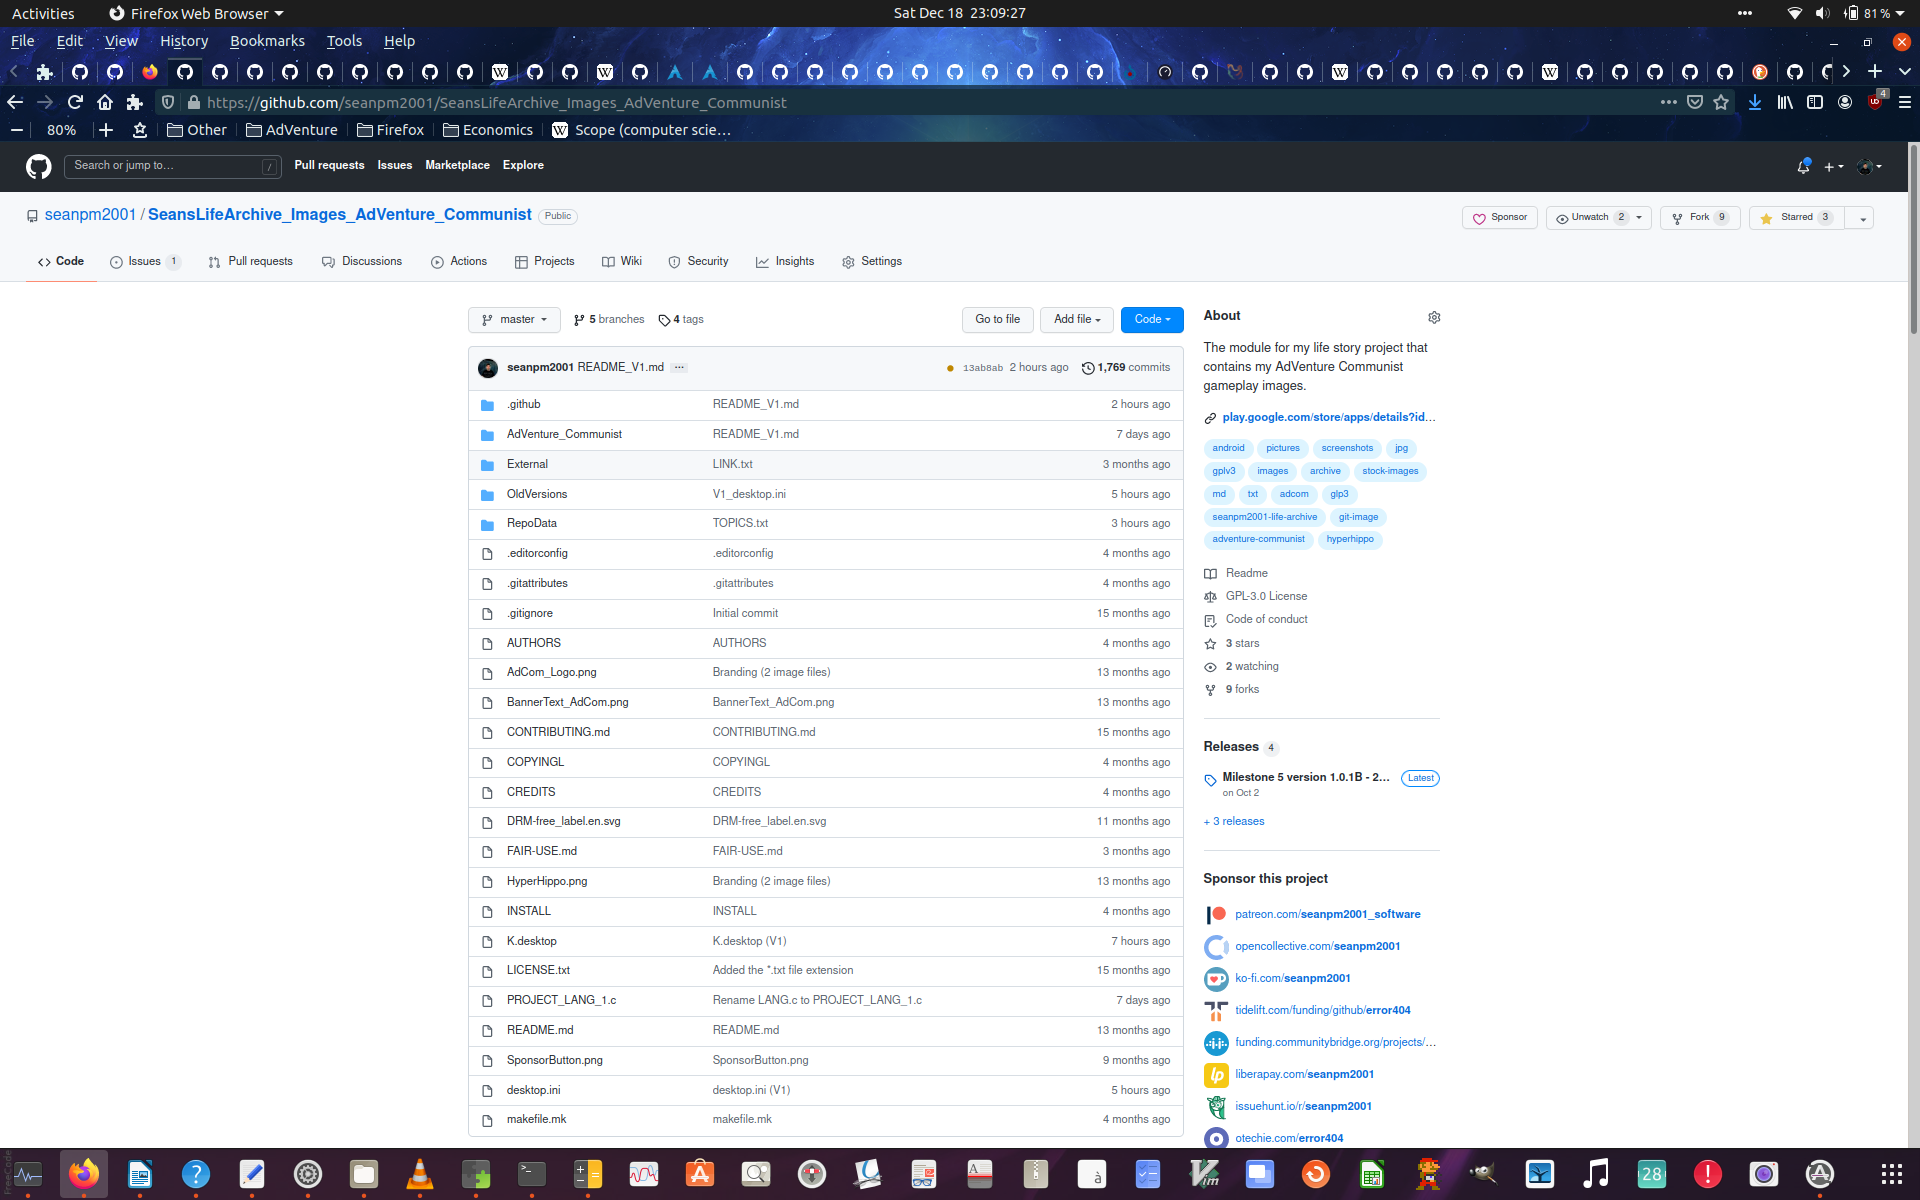 Activities Firefox Web Browser Sat Dec 18 23:09:27 81 %
File Edit View History Bookmarks Tools Help
https://github.com/seanpm2001/SeansLifeArchive_Images_AdVenture_Communist 4
80% Other AdVenture Firefox Economics Scope (computer scie…
Search or jump to… / Pull requests Issues Marketplace Explore
seanpm2001 / SeansLifeArchive_Images_AdVenture_Communist Public Sponsor Unwatch 2 Fork 9 Starred 3
Code Issues 1 Pull requests Discussions Actions Projects Wiki Security Insights Settings
master 5 branches 4 tags Go to file Add file Code
seanpm2001 README_V1.md ... 13ab8ab 2 hours ago 1,769 commits
.github README_V1.md 2 hours ago
AdVenture_Communist README_V1.md 7 days ago
External LINK.txt 3 months ago
OldVersions V1_desktop.ini 5 hours ago
RepoData TOPICS.txt 3 hours ago
.editorconfig .editorconfig 4 months ago
.gitattributes .gitattributes 4 months ago
.gitignore Initial commit 15 months ago
AUTHORS AUTHORS 4 months ago
AdCom_Logo.png Branding (2 image files) 13 months ago
BannerText_AdCom.png BannerText_AdCom.png 13 months ago
CONTRIBUTING.md CONTRIBUTING.md 15 months ago
COPYINGL COPYINGL 4 months ago
CREDITS CREDITS 4 months ago
DRM-free_label.en.svg DRM-free_label.en.svg 11 months ago
FAIR-USE.md FAIR-USE.md 3 months ago
HyperHippo.png Branding (2 image files) 13 months ago
INSTALL INSTALL 4 months ago
K.desktop K.desktop (V1) 7 hours ago
LICENSE.txt Added the *.txt file extension 15 months ago
PROJECT_LANG_1.c Rename LANG.c to PROJECT_LANG_1.c 7 days ago
README.md README.md 13 months ago
SponsorButton.png SponsorButton.png 9 months ago
desktop.ini desktop.ini (V1) 5 hours ago
makefile.mk makefile.mk 4 months ago
About
The module for my life story project that
contains my AdVenture Communist
gameplay images.
play.google.com/store/apps/details?id…
android pictures screenshots jpg
gplv3 images archive stock-images
md txt adcom glp3
seanpm2001-life-archive git-image
adventure-communist hyperhippo
Readme
GPL-3.0 License
Code of conduct
3 stars
2 watching
9 forks
Releases 4
Milestone 5 version 1.0.1B - 2… Latest
on Oct 2
+ 3 releases
Sponsor this project
patreon.com/seanpm2001_software
opencollective.com/seanpm2001
ko-fi.com/seanpm2001
tidelift.com/funding/github/error404
funding.communitybridge.org/projects/…
liberapay.com/seanpm2001
issuehunt.io/r/seanpm2001
otechie.com/error404
28